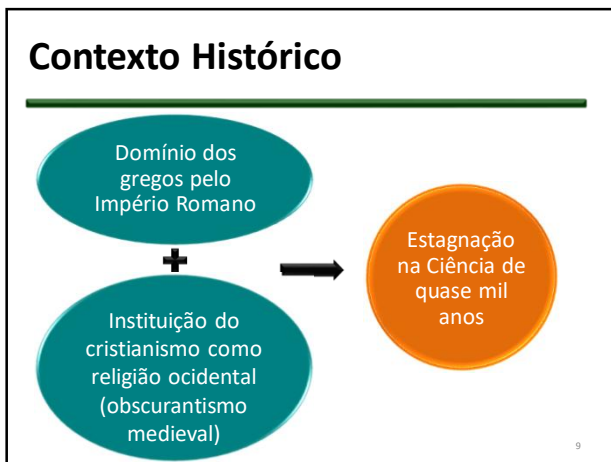 Contexto Histórico
Domínio dos
gregos pelo
Império Romano
+
Instituição do
cristianismo como
religião ocidental
(obscurantismo
medieval)
Estagnação
na Ciência de
quase mil
anos
9